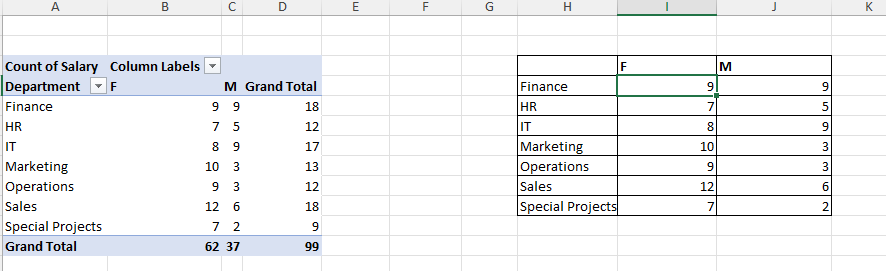 A B C D E F G H I J K
Count of Salary Column Labels F M
Department F M Grand Total Finance 9 9
Finance 9 9 18 HR 7 5
HR 7 5 12 IT 8 9
IT 8 9 17 Marketing 10 3
Marketing 10 3 13 Operations 9 3
Operations 9 3 12 Sales 12 6
Sales 12 6 18 Special Projects 7 2
Special Projects 7 2 9
Grand Total 62 37 99